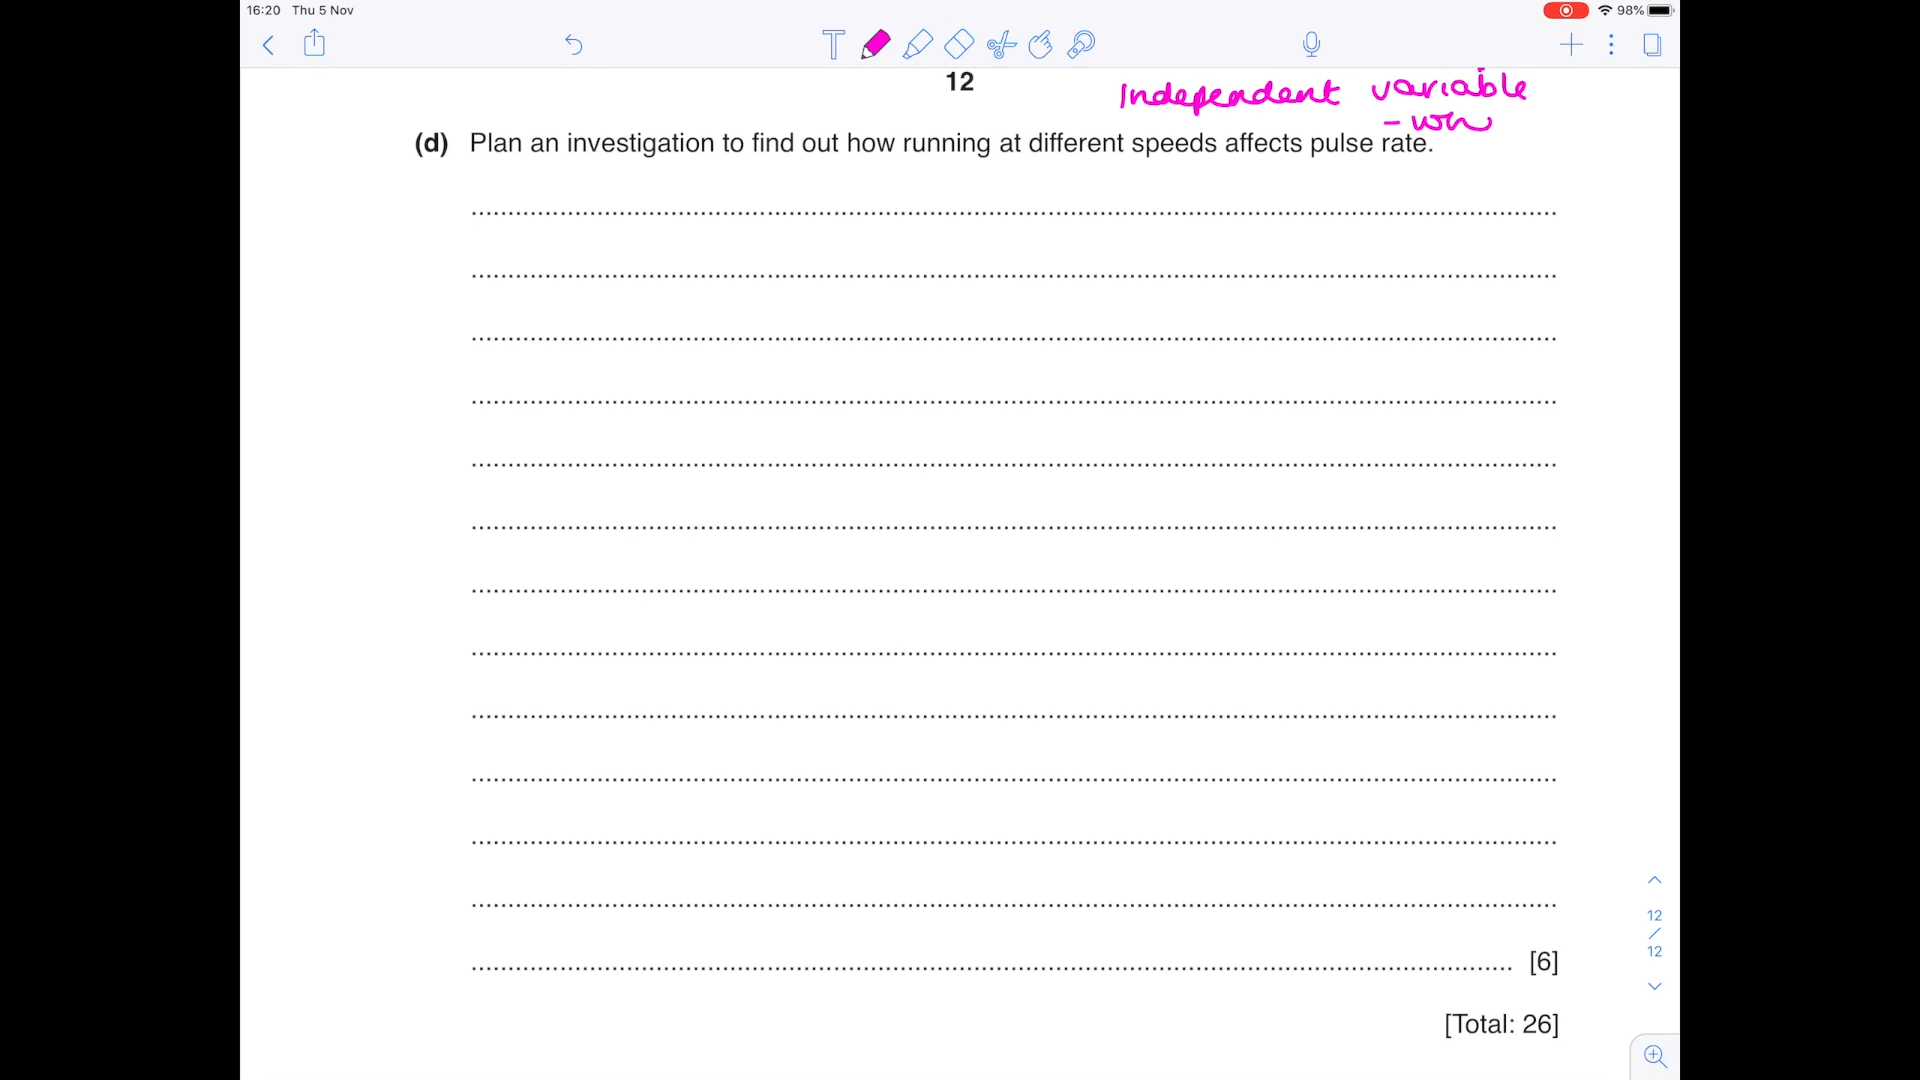 16:20 Thu 5 Nov
98%
T
12
Independent variable
- wh
(d) Plan an investigation to find out how running at different speeds affects pulse rate.
12
12
[6]
[Total: 26]